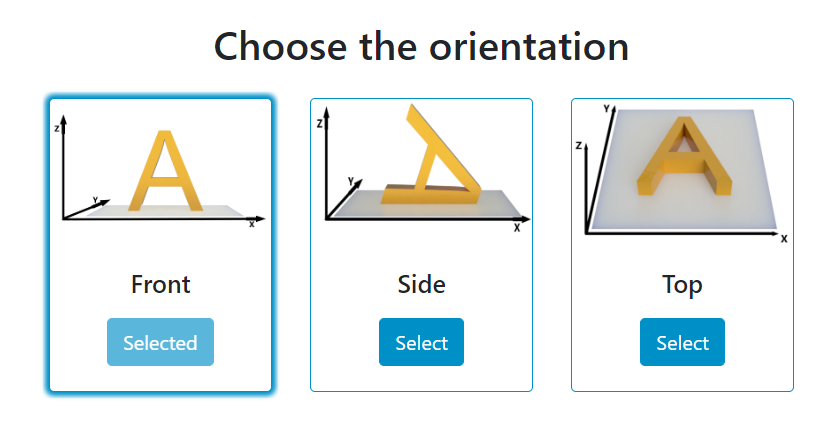 Choose the orientation
Z
Y
X
A
Front
Selected
Z
Y
X
A
Side
Select
Y
Z
X
A
Top
Select